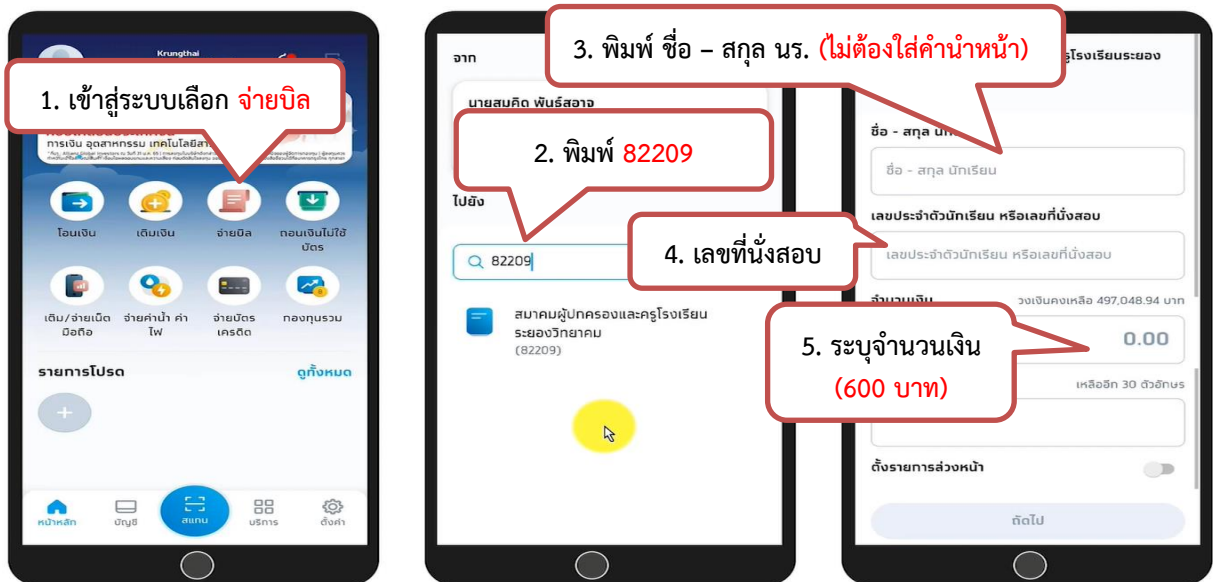 Krungthai
1. เข้าสู่ระบบเลือก จ่ายบิล
การเงิน อุตสาหกรรม เทคโนโลยี
โอนเงิน
เติมเงิน
จ่ายบิล
ถอนเงินไม่ใช้
บัตร
เติม/จ่ายเน็ต
มือถือ
จ่ายค่าน้ำ ค่า
ไฟ
จ่ายบัตร
เครดิต
กองทุนรวม
รายการโปรด
ดูทั้งหมด
หน้าหลัก
บัญชี
สแกน
บริการ
ตั้งค่า
จาก
นายสมคิด พันธ์สอาจ
2. พิมพ์ 82209
ไปยัง
82209
สมาคมผู้ปกครองและครูโรงเรียน
ระยองวิทยาคม
(82209)
3. พิมพ์ ชื่อ – สกุล นร. (ไม่ต้องใส่คำนำหน้า)
รูโรงเรียนระยอง
ชื่อ - สกุล
ชื่อ - สกุล นักเรียน
เลขประจำตัวนักเรียน หรือเลขที่นั่งสอบ
4. เลขที่นั่งสอบ
เลขประจำตัวนักเรียน หรือเลขที่นั่งสอบ
จำนวนเงิน
วงเงินคงเหลือ 497,048.94 บาท
5. ระบุจำนวนเงิน
(600 บาท)
0.00
เหลืออีก 30 ตัวอักษร
ตั้งรายการล่วงหน้า
ถัดไป